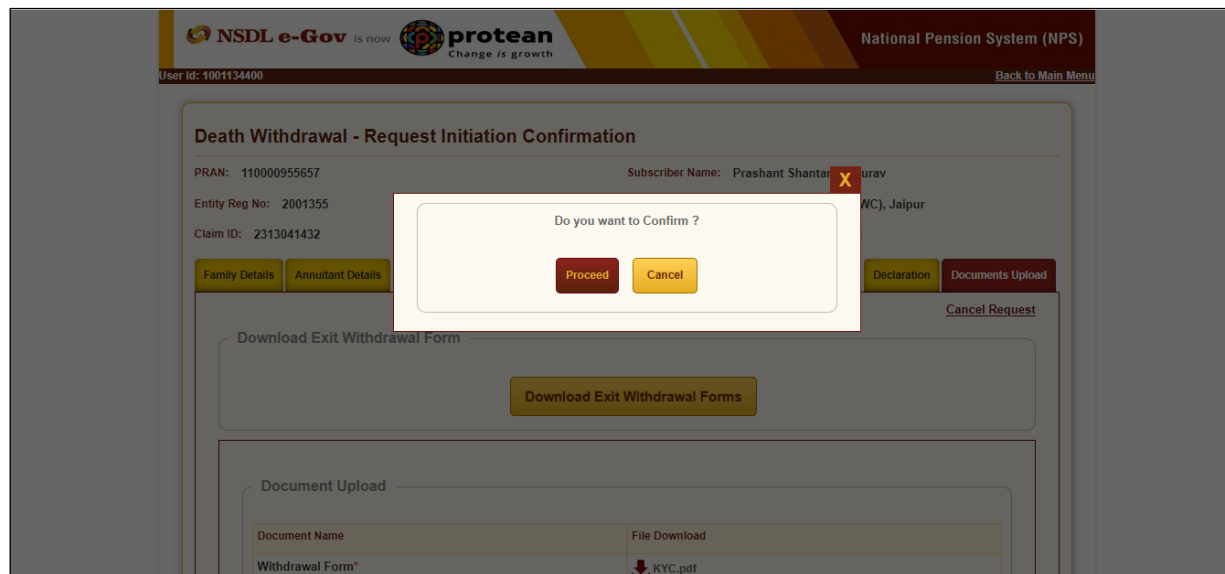 NSDL e-Gov is now protean
Change is growth
National Pension System (NPS)
User Id: 1001134400
Back to Main Menu
Death Withdrawal - Request Initiation Confirmation
PRAN: 110000955657
Subscriber Name: Prashant Shantar urav
X
Entity Reg No: 2001355
WC), Jaipur
Do you want to Confirm ?
Claim ID: 2313041432
Proceed
Cancel
Family Details
Annuitant Details
Declaration
Documents Upload
Cancel Request
Download Exit Withdrawal Form
Download Exit Withdrawal Forms
Document Upload
Document Name
File Download
Withdrawal Form*
KYC.pdf